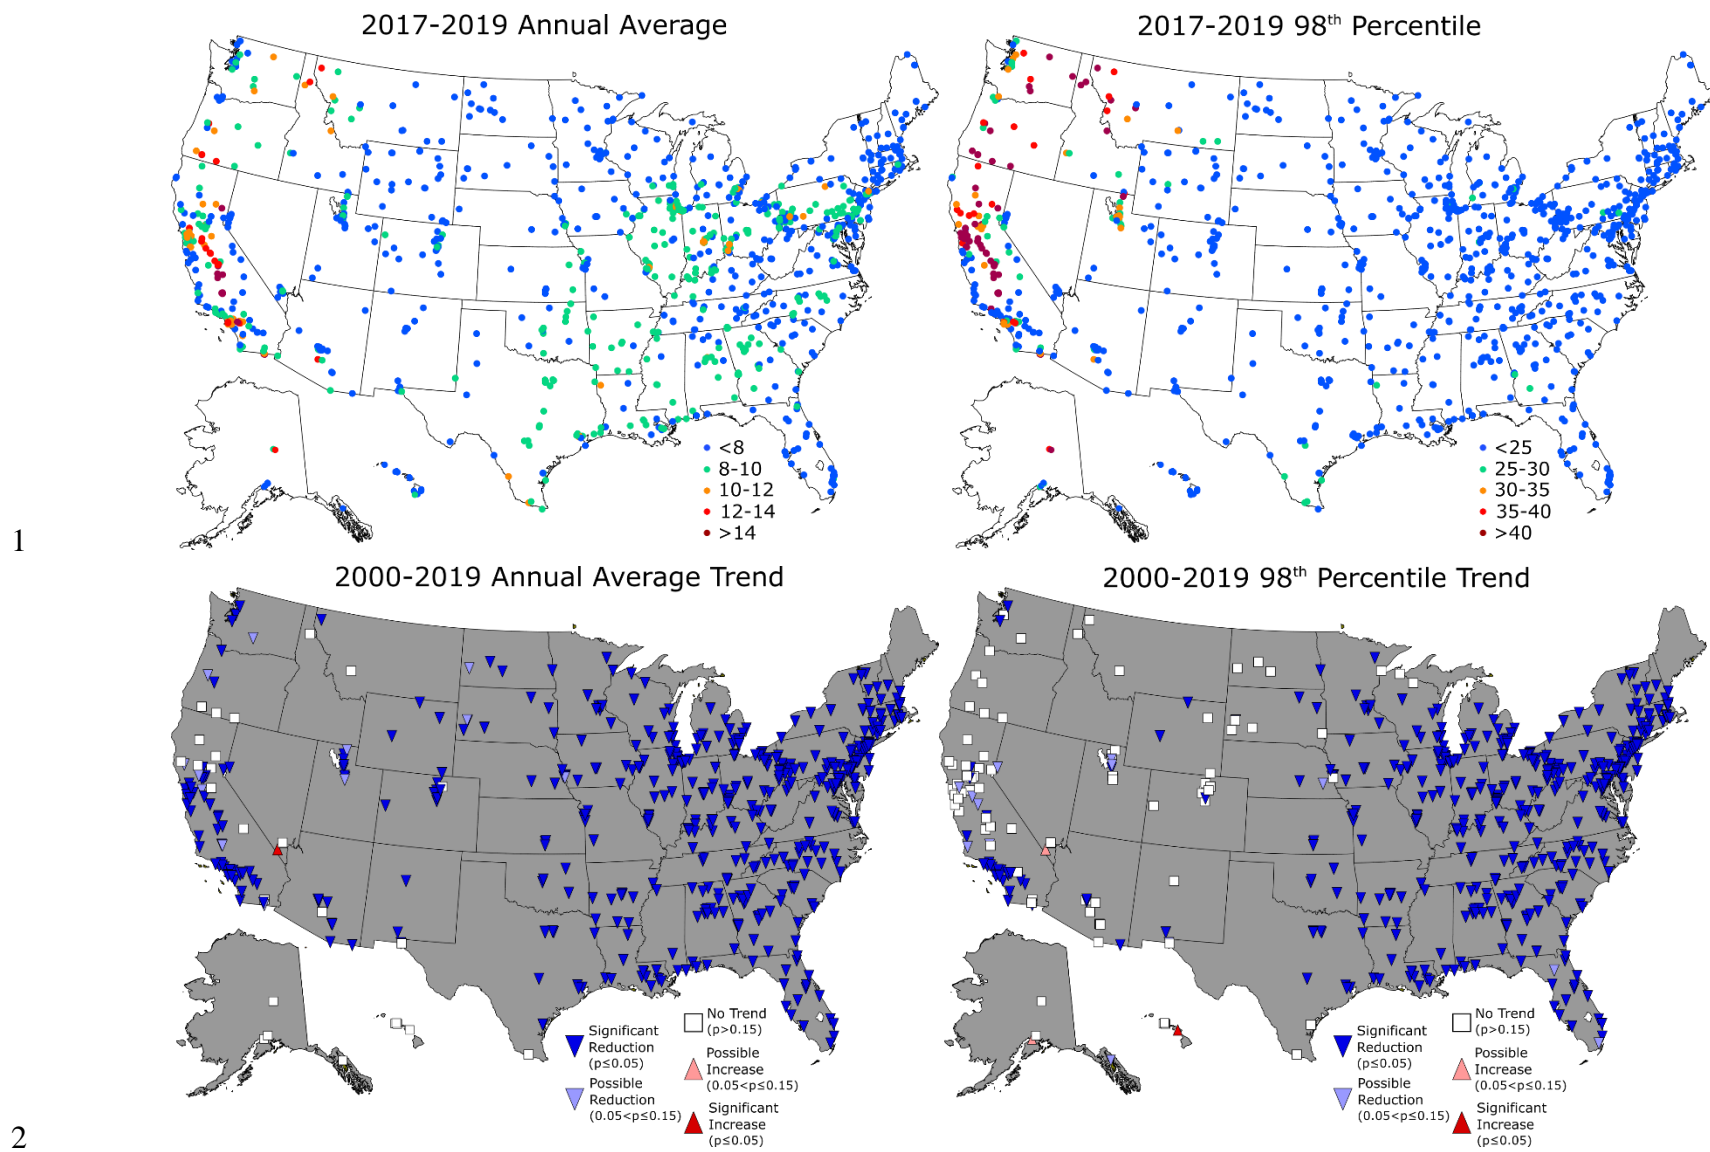 2017-2019 Annual Average
2017-2019 98th Percentile
<8
8-10
10-12
12-14
>14
<25
25-30
30-35
35-40
>40
1
2000-2019 Annual Average Trend
2000-2019 98th Percentile Trend
Significant
Reduction
(p≤0.05)
Possible
Reduction
(0.05<p≤0.15)
No Trend
(p>0.15)
Possible
Increase
(0.05<p≤0.15)
Significant
Increase
(p≤0.05)
Significant
Reduction
(p≤0.05)
Possible
Reduction
(0.05<p≤0.15)
No Trend
(p>0.15)
Possible
Increase
(0.05<p≤0.15)
Significant
Increase
(p≤0.05)
2